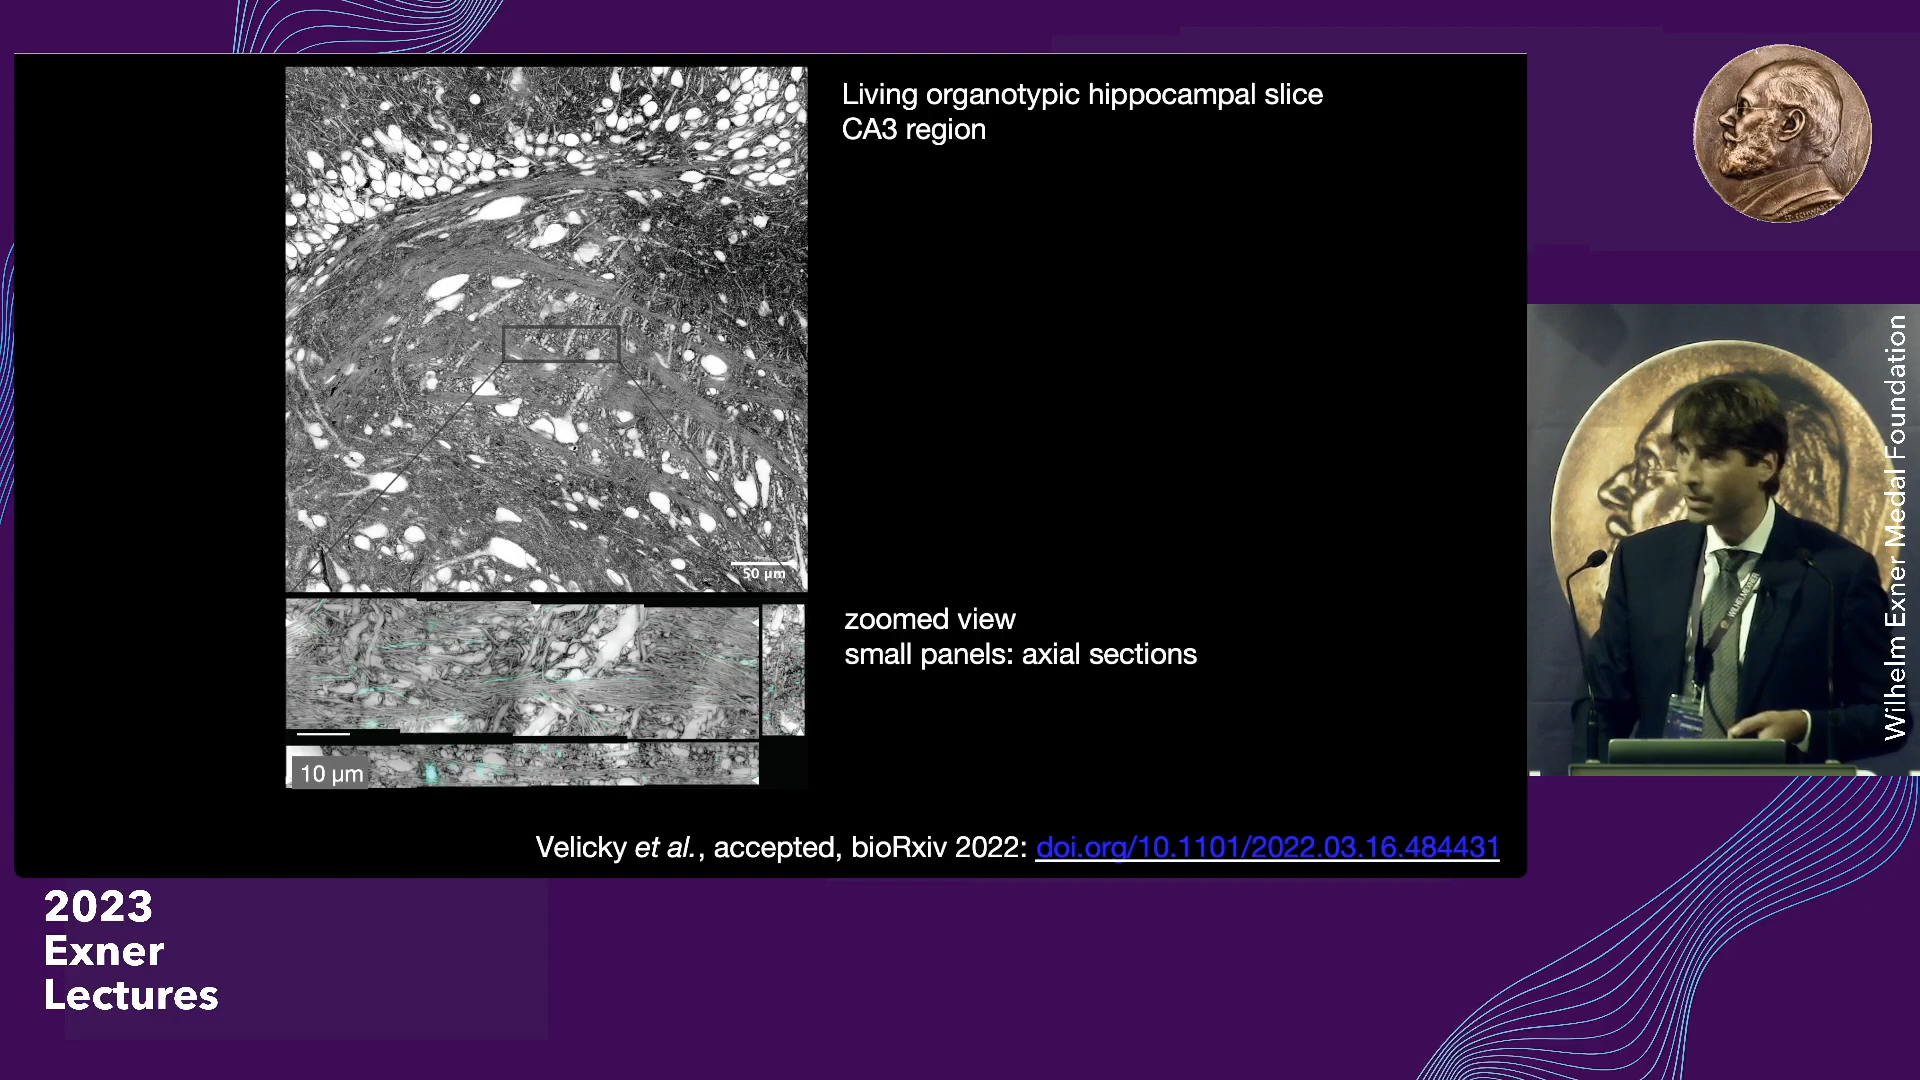 Living organotypic hippocampal slice
CA3 region
50 µm
zoomed view
small panels: axial sections
10 µm
Velicky et al., accepted, bioRxiv 2022: doi.org/10.1101/2022.03.16.484431
Wilhelm Exner Medal Foundation
2023
Exner
Lectures